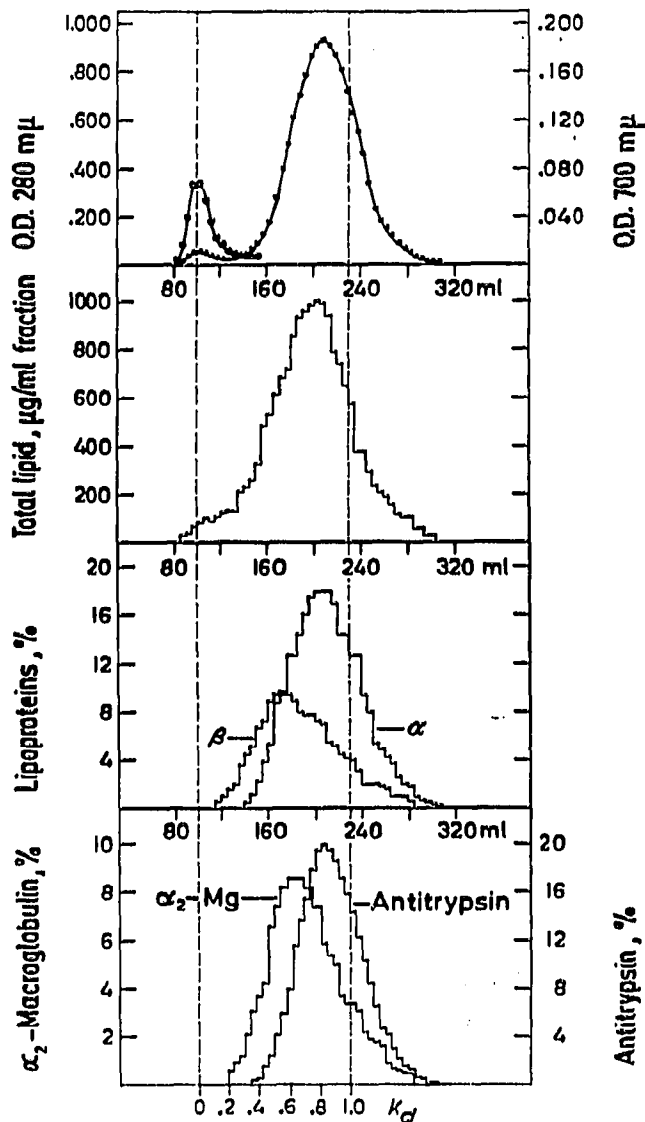 1.000
.800
.600
.400
.200
O.D. 280 mμ
.200
.160
.120
.080
.040
O.D. 700 mμ
80 160 240 320 ml
1000
800
600
400
200
Total lipid, μg/ml fraction
80 160 240 320 ml
20
16
12
8
4
Lipoproteins, %
β
α
80 160 240 320 ml
10
8
6
4
2
α₂-Macroglobulin, %
α₂-Mg
Antitrypsin
20
16
12
8
4
Antitrypsin, %
0 .2 .4 .6 .8 1.0 Kd